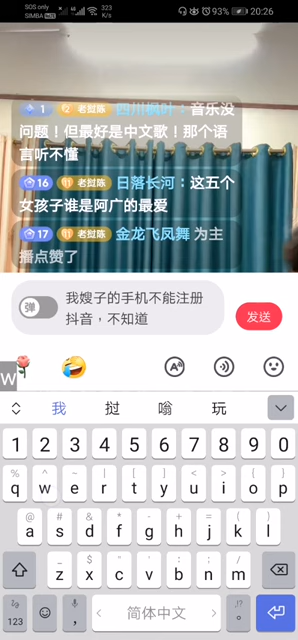 SOS only
SIMBA VoLTE
4G
323
K/s
93%
20:26
1 老挝陈 四川枫叶：音乐没
问题！但最好是中文歌！那个语
言听不懂
16 老挝陈 日落长河：这五个
女孩子谁是阿广的最爱
17 老挝陈 金龙飞凤舞 为主
播点赞了
弹
我嫂子的手机不能注册
抖音，不知道
发送
W
我 挝 嗡 玩
1 2 3 4 5 6 7 8 9 0
% ^ ~ | [ ] < > { }
q w e r t y u i o p
@ # & * - + = ( )
a s d f g h j k l
_ $ " ' : ; /
z x c v b n m
123 ， 简体中文 ,!? 。